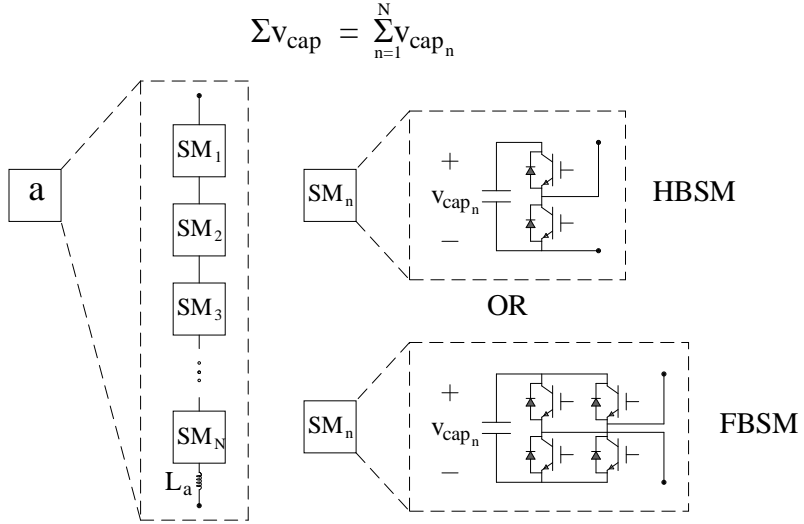 Σv_cap = Σ_{n=1}^{N} v_cap_n
a
SM_1
SM_2
SM_3
SM_N
L_a
SM_n
+
v_cap_n
−
HBSM
OR
SM_n
+
v_cap_n
−
FBSM